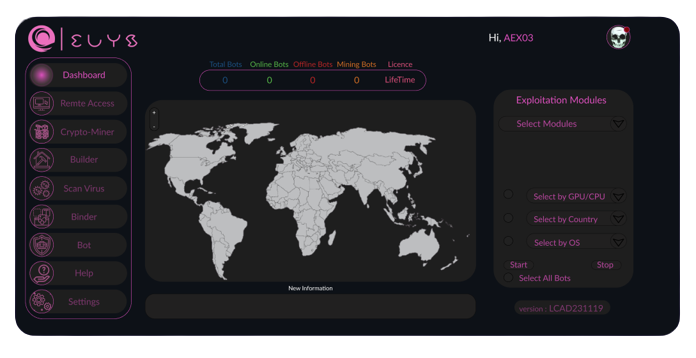 ELYS
Hi, AEX03
Total Bots Online Bots Offline Bots Mining Bots Licence
0 0 0 0 LifeTime
Dashboard
Remte Access
Crypto-Miner
Builder
Scan Virus
Binder
Bot
Help
Settings
+
-
New Information
Exploitation Modules
Select Modules
Select by GPU/CPU
Select by Country
Select by OS
Start Stop
Select All Bots
version : LCAD231119